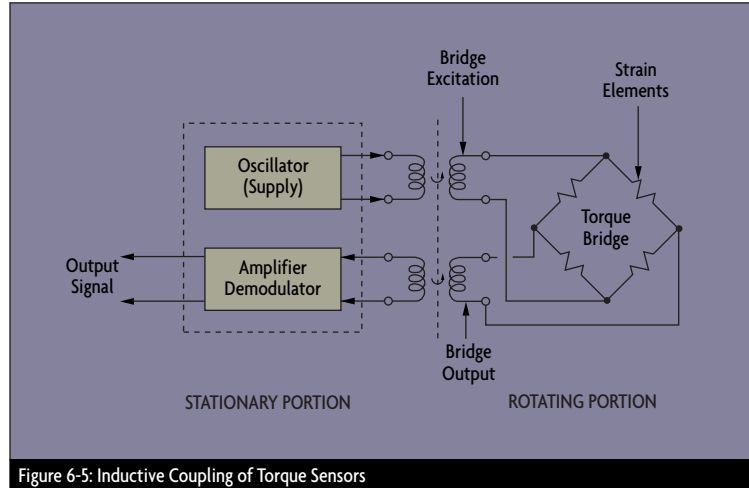 Bridge
Excitation
Strain
Elements
Oscillator
(Supply)
Torque
Bridge
Output
Signal
Amplifier
Demodulator
Bridge
Output
STATIONARY PORTION
ROTATING PORTION
Figure 6-5: Inductive Coupling of Torque Sensors